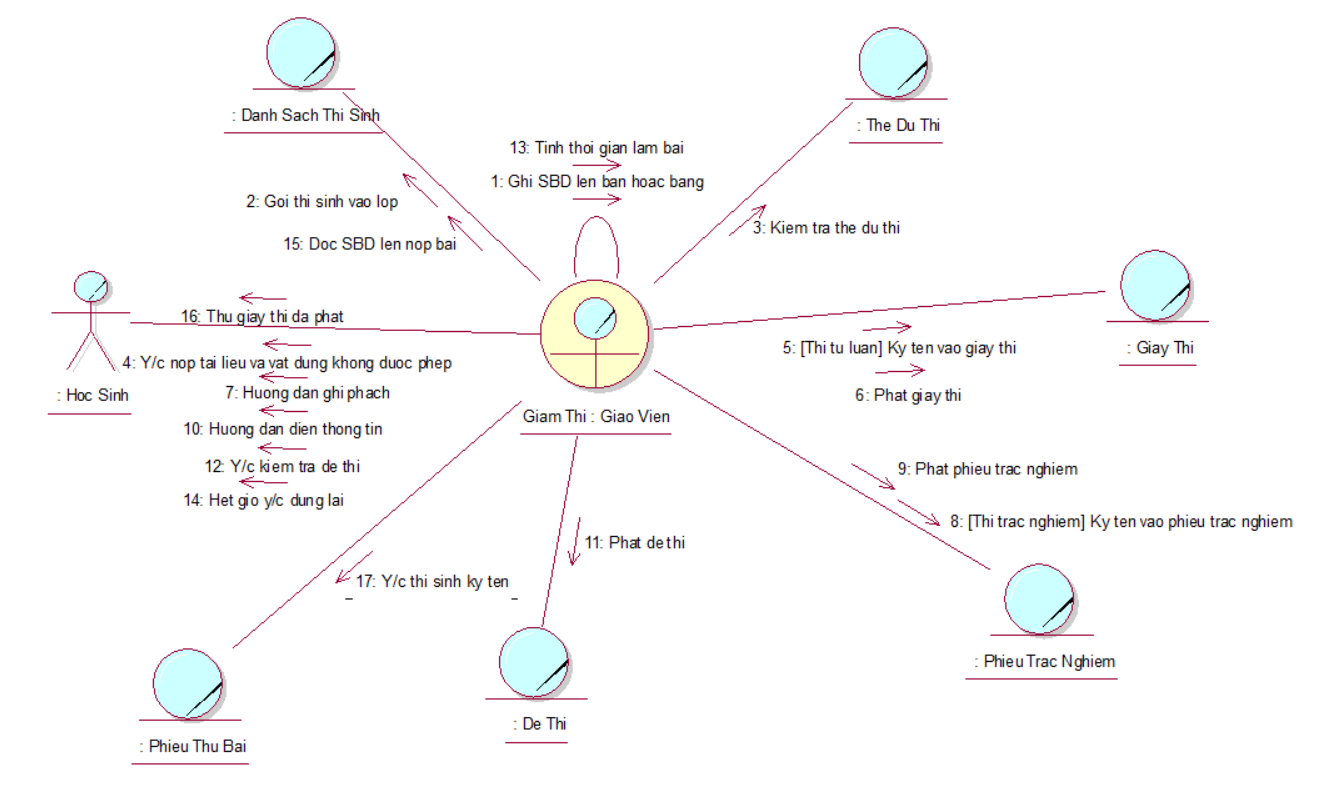 : Danh Sach Thi Sinh
: The Du Thi
13: Tinh thoi gian lam bai
1: Ghi SBD len ban hoac bang
2: Goi thi sinh vao lop
15: Doc SBD len nop bai
3: Kiem tra the du thi
16: Thu giay thi da phat
4: Y/c nop tai lieu va vat dung khong duoc phep
7: Huong dan ghi phach
10: Huong dan dien thong tin
12: Y/c kiem tra de thi
14: Het gio y/c dung lai
: Hoc Sinh
Giam Thi : Giao Vien
5: [Thi tu luan] Ky ten vao giay thi
6: Phat giay thi
: Giay Thi
9: Phat phieu trac nghiem
8: [Thi trac nghiem] Ky ten vao phieu trac nghiem
11: Phat de thi
17: Y/c thi sinh ky ten
: Phieu Trac Nghiem
: De Thi
: Phieu Thu Bai